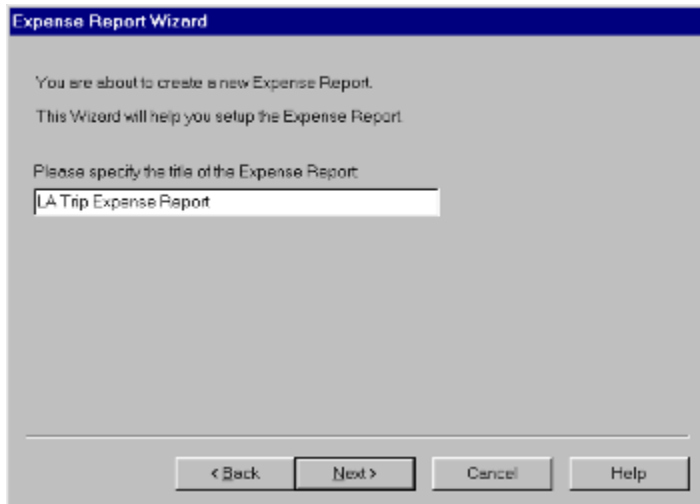 Expense Report Wizard
You are about to create a new Expense Report.
This Wizard will help you setup the Expense Report
Please specify the title of the Expense Report:
LA Trip Expense Report
< Back Next > Cancel Help